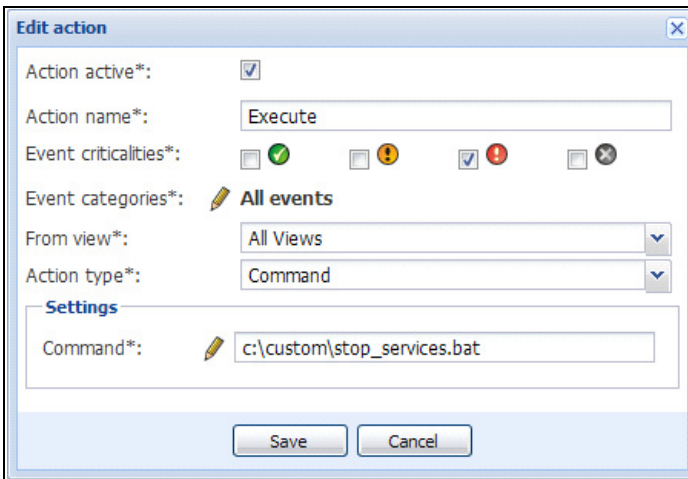 Edit action
Action active*:
Action name*: Execute
Event criticalities*:
Event categories*: All events
From view*: All Views
Action type*: Command
Settings
Command*: c:\custom\stop_services.bat
Save Cancel